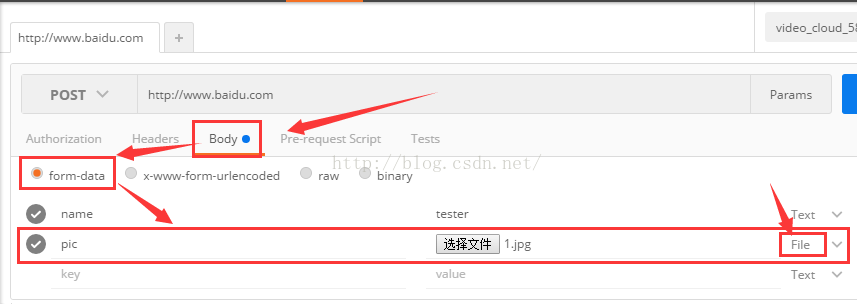 http://www.baidu.com +
video_cloud_58
POST http://www.baidu.com Params
Authorization Headers Body Pre-request Script Tests
http://blog.csdn.net/
form-data x-www-form-urlencoded raw binary
name tester Text
pic 选择文件 1.jpg File
key value Text